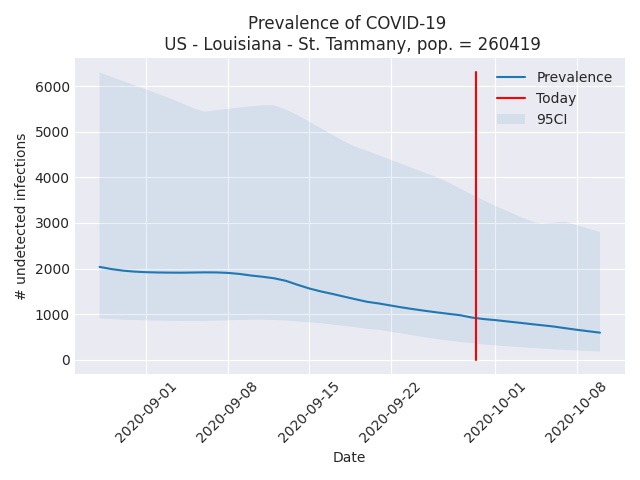 Prevalence of COVID-19
US - Louisiana - St. Tammany, pop. = 260419
6000
5000
4000
3000
2000
1000
0
# undetected infections
Prevalence
Today
95CI
2020-09-01
2020-09-08
2020-09-15
2020-09-22
2020-10-01
2020-10-08
Date